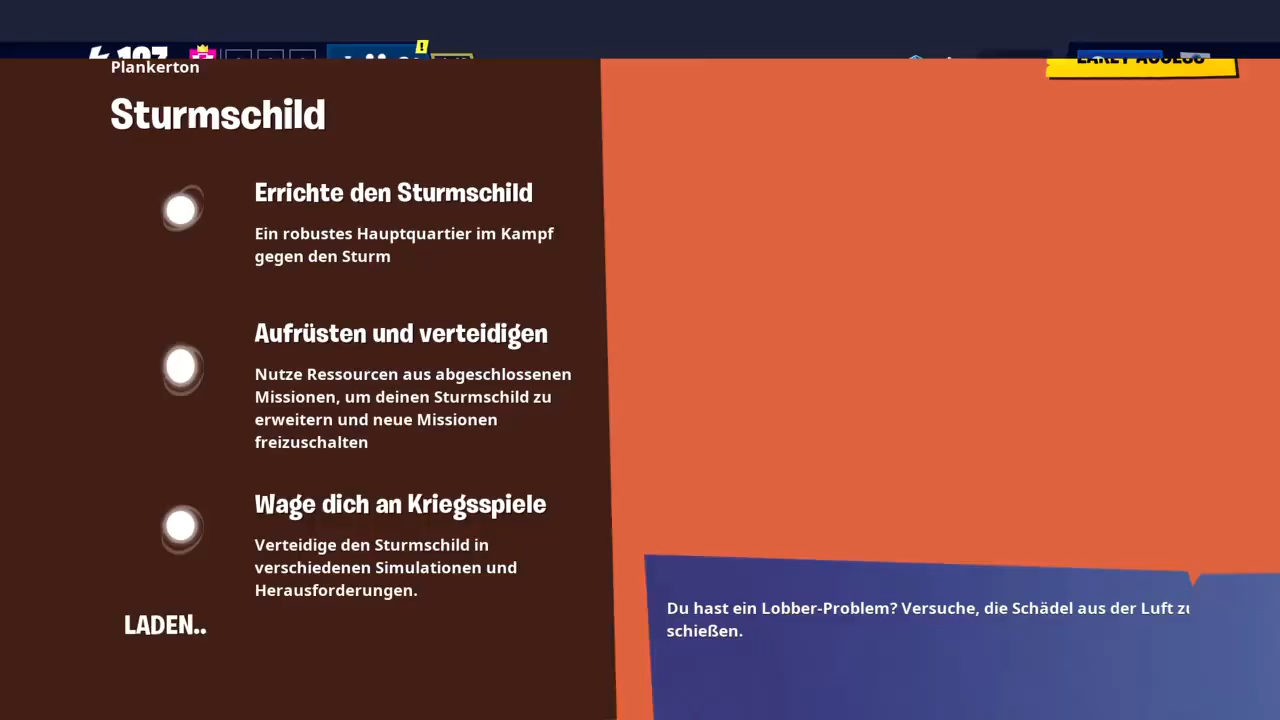 Plankerton
EARLY ACCESS
Sturmschild
Errichte den Sturmschild
Ein robustes Hauptquartier im Kampf
gegen den Sturm
Aufrüsten und verteidigen
Nutze Ressourcen aus abgeschlossenen
Missionen, um deinen Sturmschild zu
erweitern und neue Missionen
freizuschalten
Wage dich an Kriegsspiele
Verteidige den Sturmschild in
verschiedenen Simulationen und
Herausforderungen.
LADEN..
Du hast ein Lobber-Problem? Versuche, die Schädel aus der Luft zu
schießen.